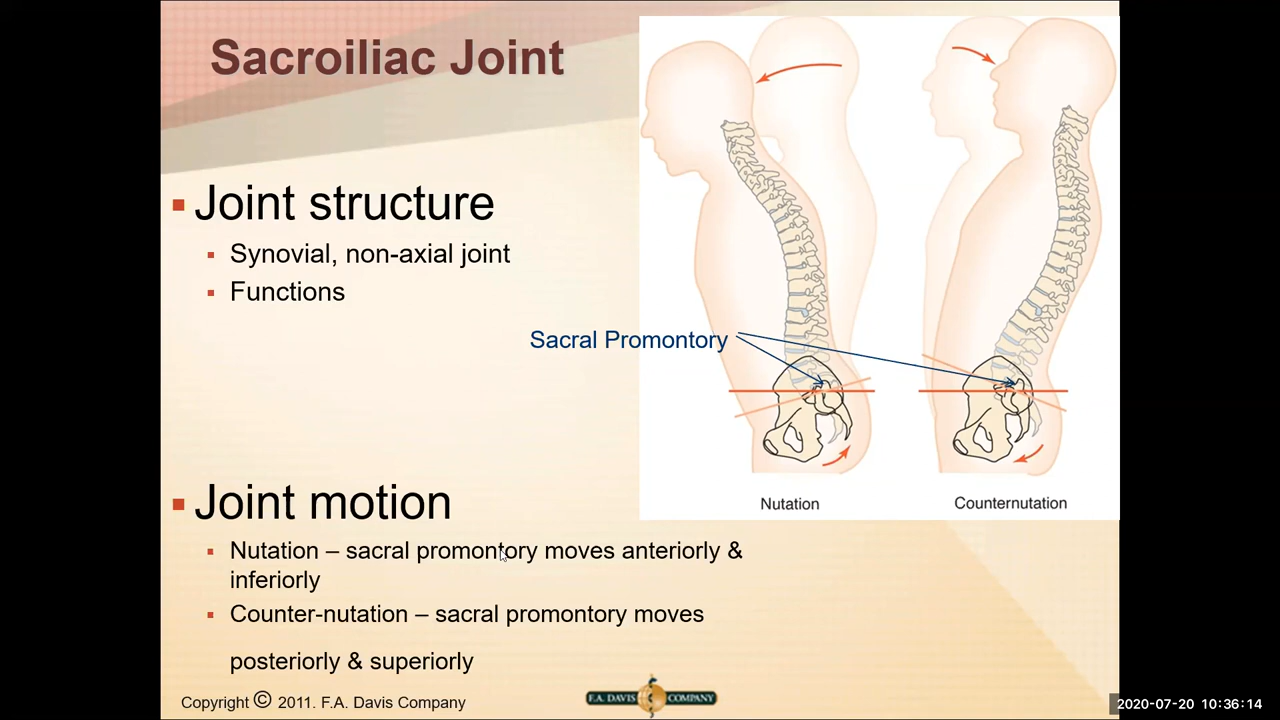 Sacroiliac Joint
Joint structure
Synovial, non-axial joint
Functions
Sacral Promontory
Nutation
Counternutation
Joint motion
Nutation – sacral promontory moves anteriorly &
inferiorly
Counter-nutation – sacral promontory moves
posteriorly & superiorly
Copyright © 2011. F.A. Davis Company
F.A. DAVIS COMPANY
2020-07-20 10:36:14